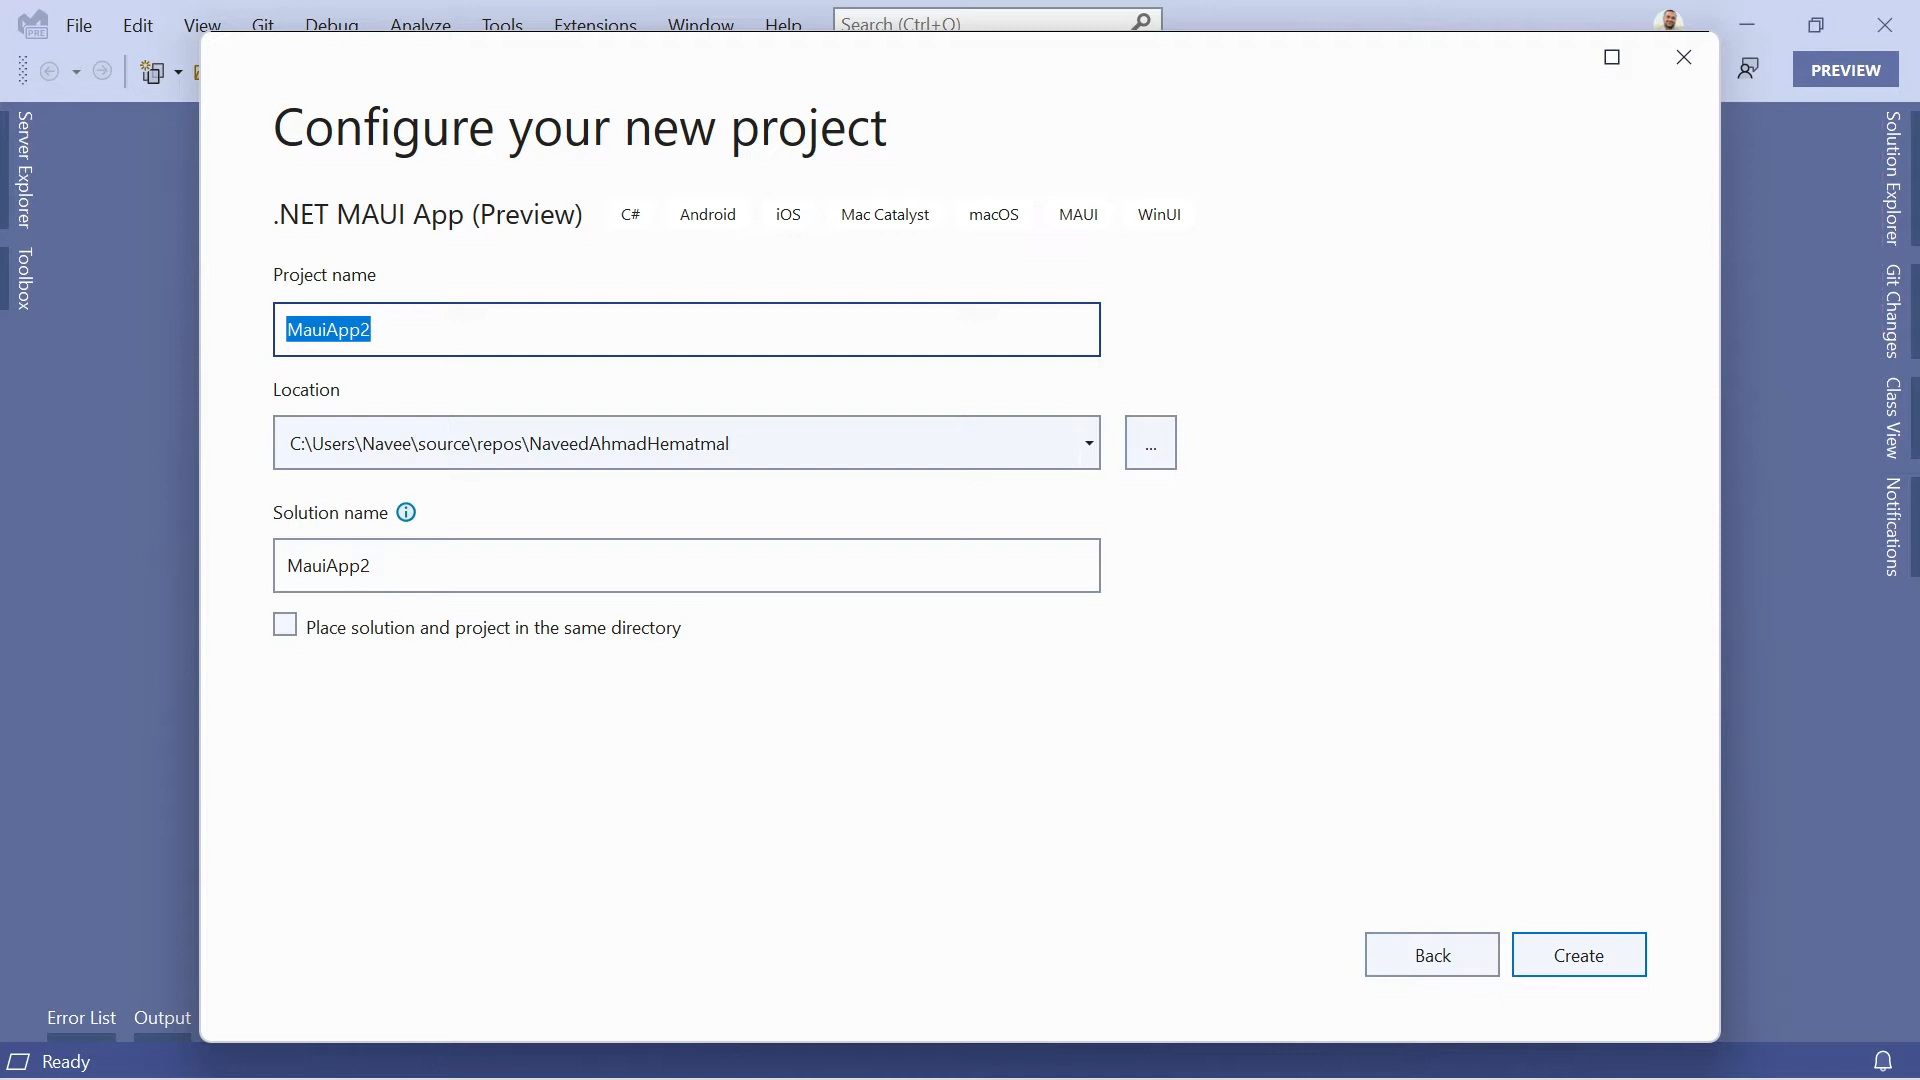 File Edit View Git Debug Analyze Tools Extensions Window Help Search (Ctrl+Q)
PRE
PREVIEW
Server Explorer
Toolbox
Configure your new project
.NET MAUI App (Preview) C# Android iOS Mac Catalyst macOS MAUI WinUI
Project name
MauiApp2
Location
C:\Users\Navee\source\repos\NaveedAhmadHematmal
...
Solution name
MauiApp2
Place solution and project in the same directory
Back Create
Solution Explorer
Git Changes
Class View
Notifications
Error List Output
Ready